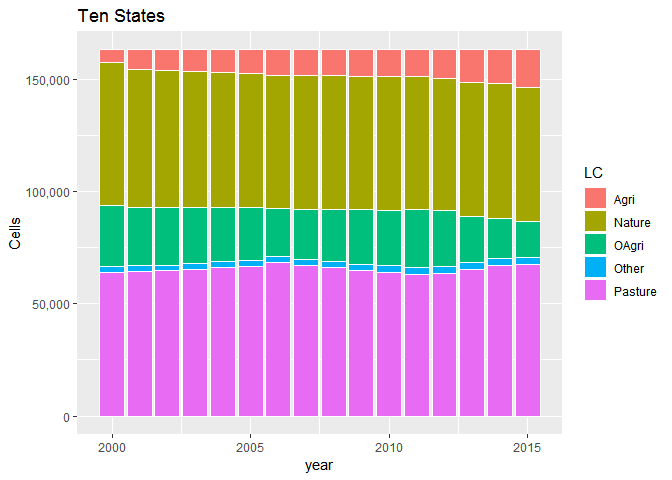 Ten States
150,000
100,000
50,000
0
Cells
2000
2005
2010
2015
year
LC
Agri
Nature
OAgri
Other
Pasture